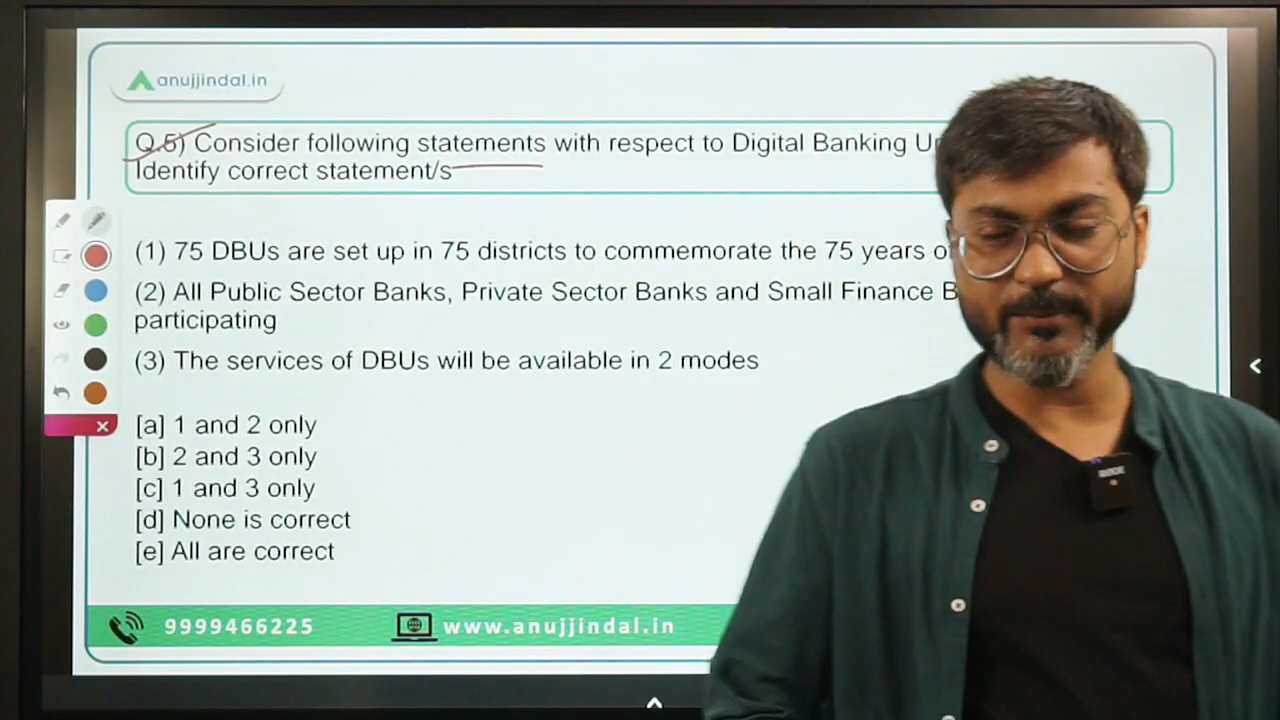 anujjindal.in
Q.5) Consider following statements with respect to Digital Banking
Identify correct statement/s
(1) 75 DBUs are set up in 75 districts to commemorate the 75 years
(2) All Public Sector Banks, Private Sector Banks and Small Finance
participating
(3) The services of DBUs will be available in 2 modes
[a] 1 and 2 only
[b] 2 and 3 only
[c] 1 and 3 only
[d] None is correct
[e] All are correct
9999466225 www.anujjindal.in